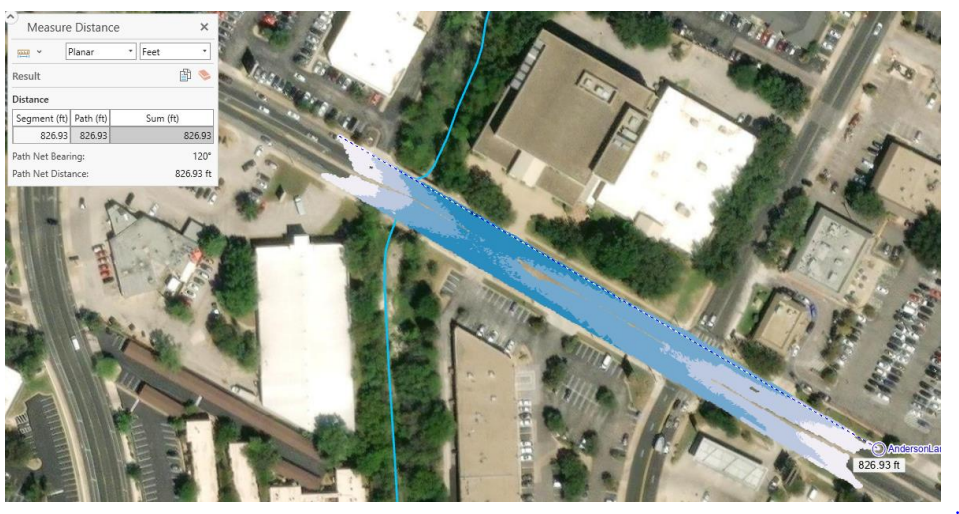 Measure Distance
Planar Feet
Result
Distance
Segment (ft) Path (ft) Sum (ft)
826.93 826.93 826.93
Path Net Bearing: 120°
Path Net Distance: 826.93 ft
AndersonLan
826.93 ft